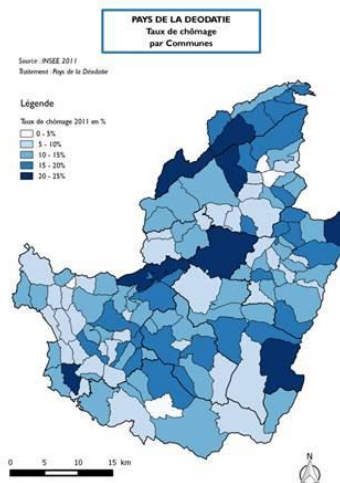 PAYS DE LA DEODATIE
Taux de chômage
par Communes
Source : INSEE 2011
Traitement : Pays de la Déodatie
Légende
Taux de chômage 2011 en %
0 - 5%
5 - 10%
10 - 15%
15 - 20%
20 - 25%
0 5 10 15 km
N